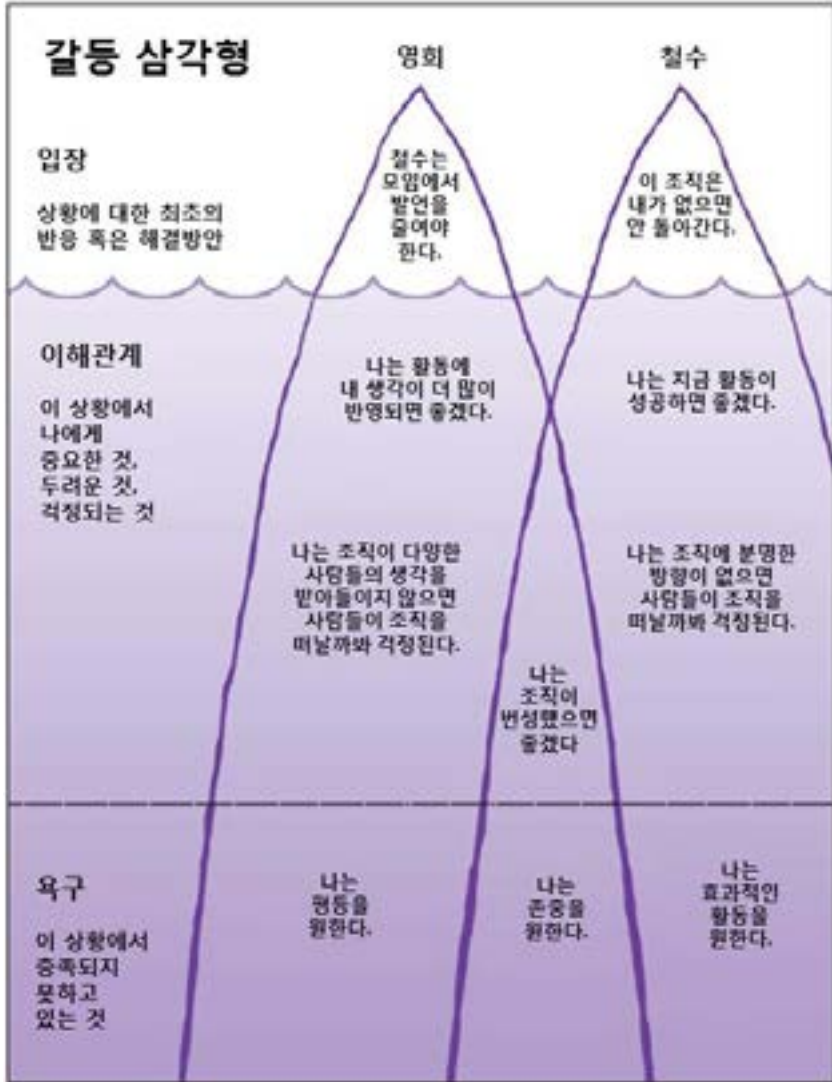 갈등 삼각형
영희
철수
입장
상황에 대한 최초의
반응 혹은 해결방안
철수는
모임에서
발언을
줄여야
한다.
이 조직은
내가 없으면
안 돌아간다.
이해관계
이 상황에서
나에게
중요한 것,
두려운 것,
걱정되는 것
나는 활동에
내 생각이 더 많이
반영되면 좋겠다.
나는 지금 활동이
성공하면 좋겠다.
나는 조직이 다양한
사람들의 생각을
받아들이지 않으면
사람들이 조직을
떠날까봐 걱정된다.
나는 조직에 분명한
방향이 없으면
사람들이 조직을
떠날까봐 걱정된다.
나는
조직이
번성했으면
좋겠다
욕구
이 상황에서
충족되지
못하고
있는 것
나는
평등을
원한다.
나는
존중을
원한다.
나는
효과적인
활동을
원한다.